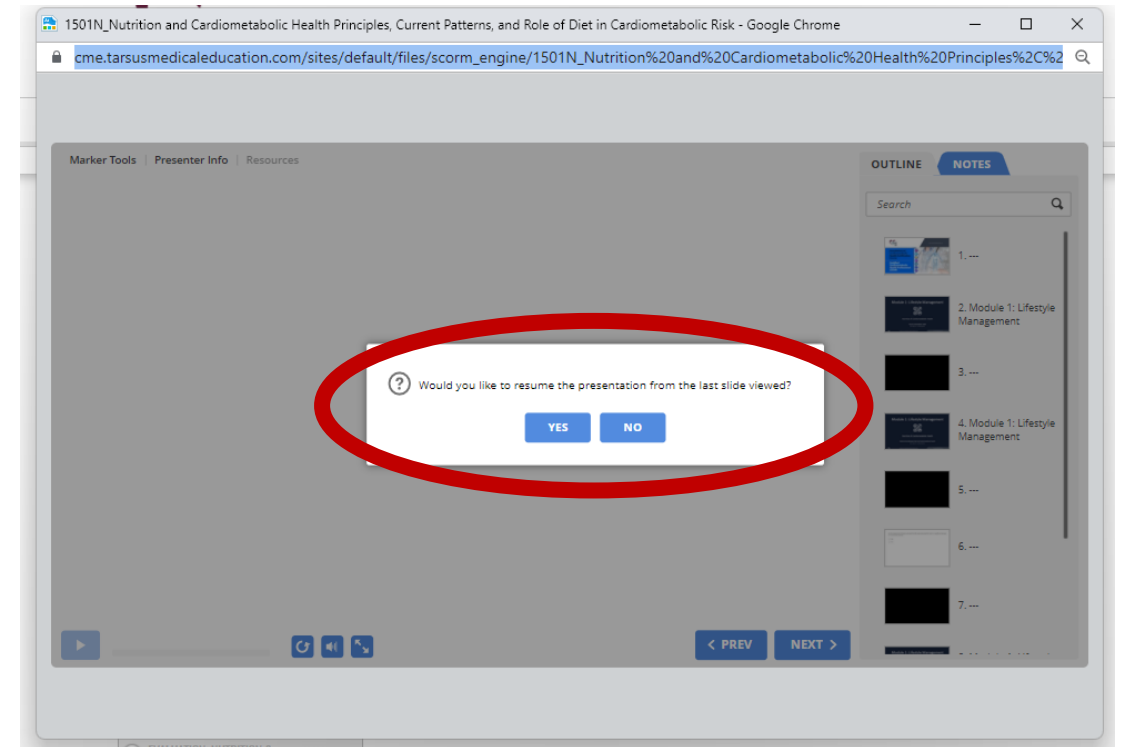 1501N_Nutrition and Cardiometabolic Health Principles, Current Patterns, and Role of Diet in Cardiometabolic Risk - Google Chrome
cme.tarsusmedicaleducation.com/sites/default/files/scorm_engine/1501N_Nutrition%20and%20Cardiometabolic%20Health%20Principles%2C%2
Marker Tools | Presenter Info | Resources
OUTLINE
NOTES
Search
1. ---
2. Module 1: Lifestyle
Management
3. ---
Would you like to resume the presentation from the last slide viewed?
YES
NO
4. Module 1: Lifestyle
Management
5. ---
6. ---
7. ---
< PREV
NEXT >